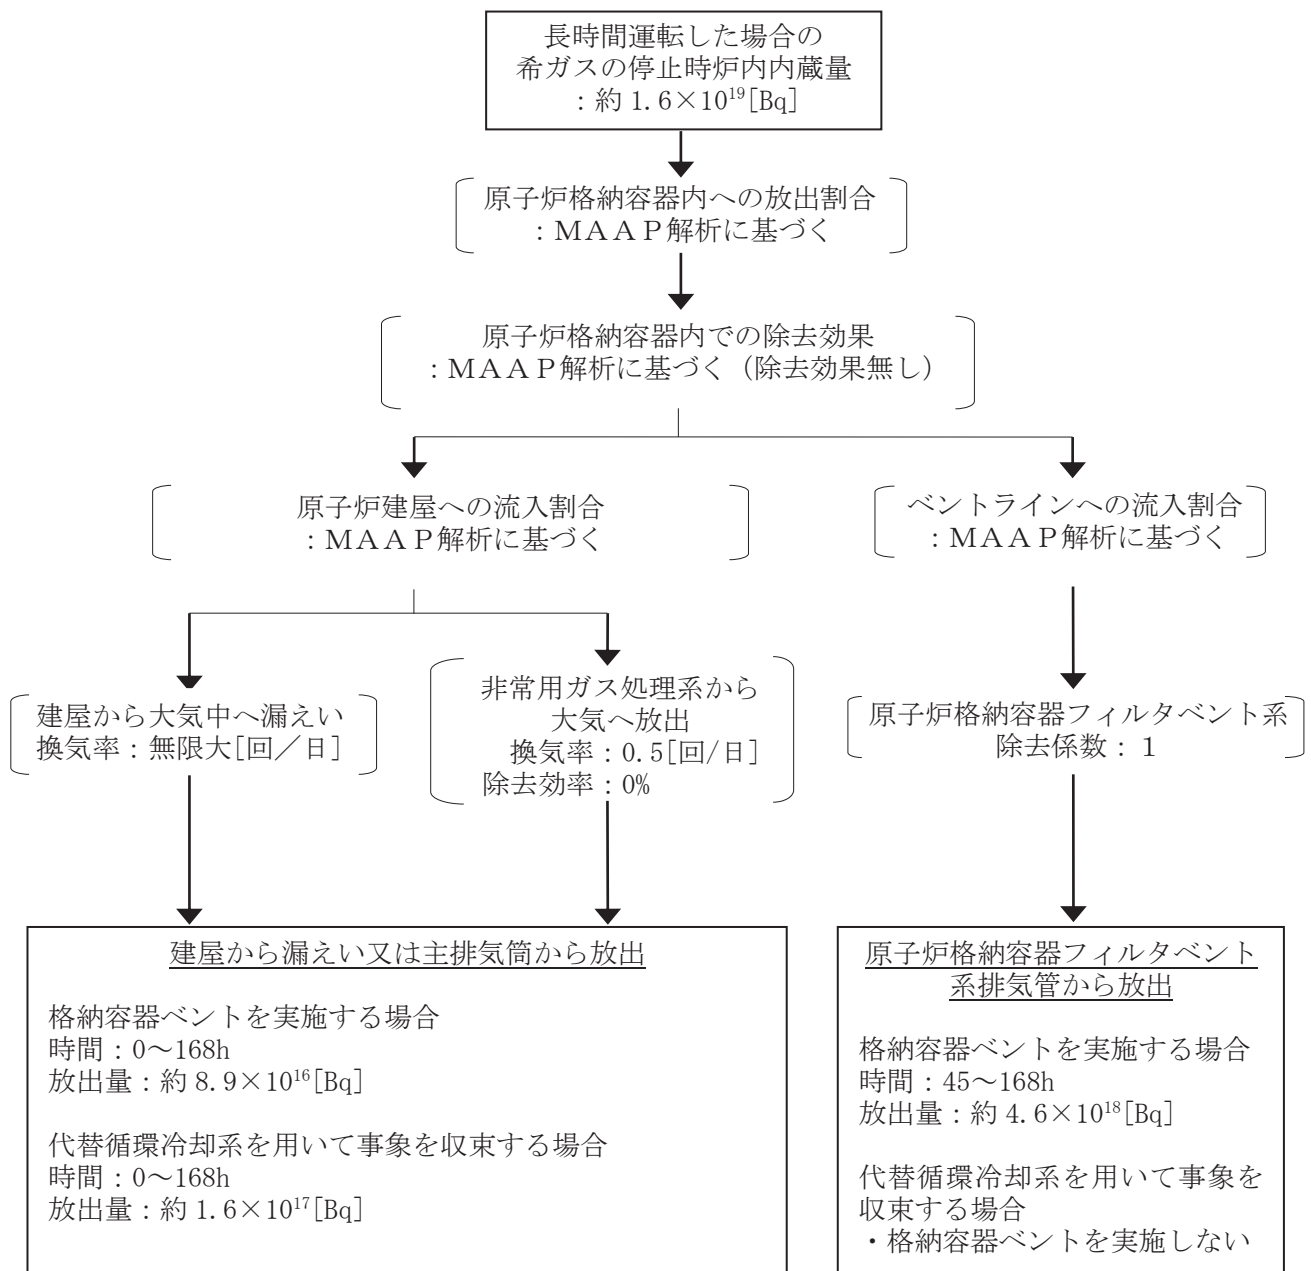 長時間運転した場合の
希ガスの停止時炉内内蔵量
：約 1.6×10¹⁹[Bq]
原子炉格納容器内への放出割合
：ＭＡＡＰ解析に基づく
原子炉格納容器内での除去効果
：ＭＡＡＰ解析に基づく（除去効果無し）
原子炉建屋への流入割合
：ＭＡＡＰ解析に基づく
ベントラインへの流入割合
：ＭＡＡＰ解析に基づく
建屋から大気中へ漏えい
換気率：無限大[回／日]
非常用ガス処理系から
大気へ放出
換気率：0.5[回/日]
除去効率：0%
原子炉格納容器フィルタベント系
除去係数：１
建屋から漏えい又は主排気筒から放出
格納容器ベントを実施する場合
時間：0～168h
放出量：約 8.9×10¹⁶[Bq]
代替循環冷却系を用いて事象を収束する場合
時間：0～168h
放出量：約 1.6×10¹⁷[Bq]
原子炉格納容器フィルタベント
系排気管から放出
格納容器ベントを実施する場合
時間：45～168h
放出量：約 4.6×10¹⁸[Bq]
代替循環冷却系を用いて事象を
収束する場合
・格納容器ベントを実施しない